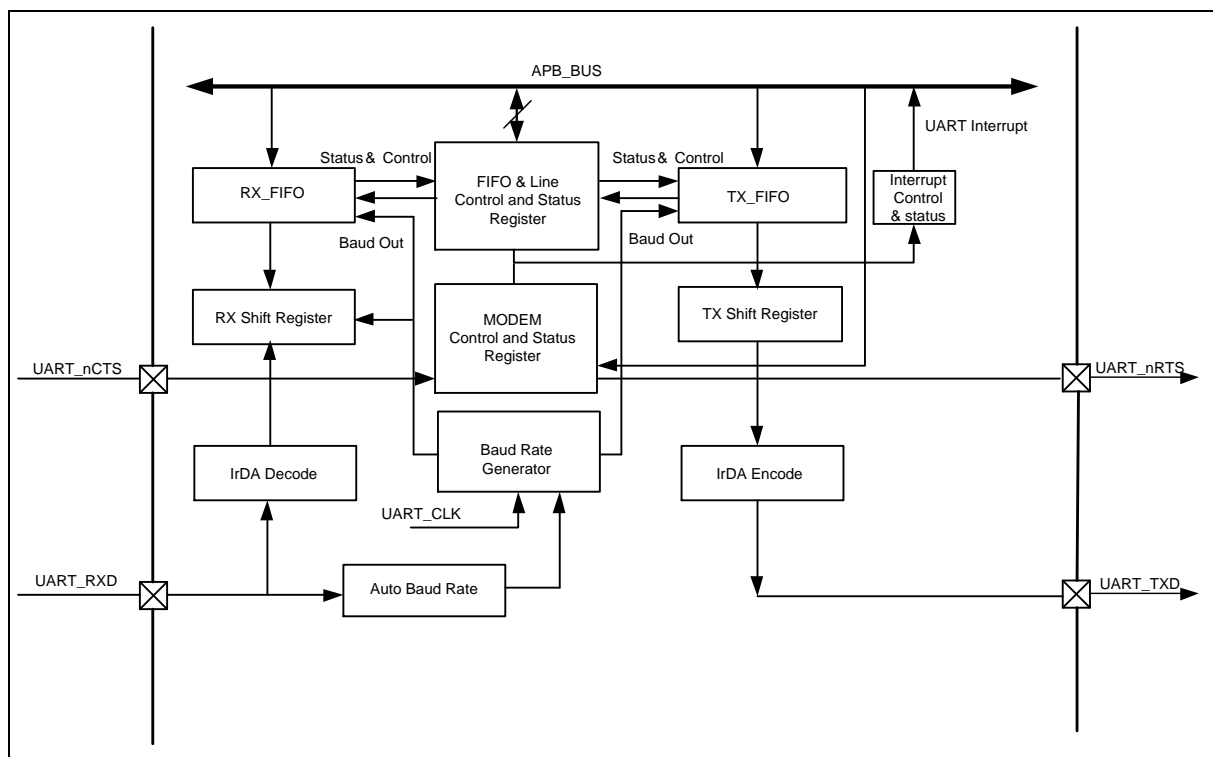 APB_BUS
UART Interrupt
Status & Control
Status & Control
RX_FIFO
FIFO & Line
Control and Status
Register
TX_FIFO
Interrupt
Control
& status
Baud Out
Baud Out
RX Shift Register
MODEM
Control and Status
Register
TX Shift Register
UART_nCTS
UART_nRTS
IrDA Decode
Baud Rate
Generator
IrDA Encode
UART_CLK
UART_RXD
Auto Baud Rate
UART_TXD